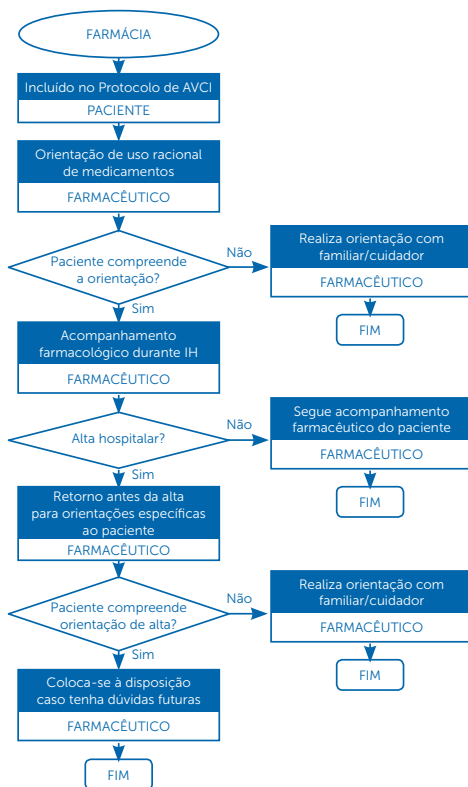 FARMÁCIA
Incluído no Protocolo de AVCI
PACIENTE
Orientação de uso racional
de medicamentos
FARMACÊUTICO
Paciente compreende
a orientação?
Não
Realiza orientação com
familiar/cuidador
FARMACÊUTICO
FIM
Sim
Acompanhamento
farmacológico durante IH
FARMACÊUTICO
Alta hospitalar?
Não
Segue acompanhamento
farmacêutico do paciente
FARMACÊUTICO
FIM
Sim
Retorno antes da alta
para orientações específicas
ao paciente
FARMACÊUTICO
Paciente compreende
orientação de alta?
Não
Realiza orientação com
familiar/cuidador
FARMACÊUTICO
FIM
Sim
Coloca-se à disposição
caso tenha dúvidas futuras
FARMACÊUTICO
FIM